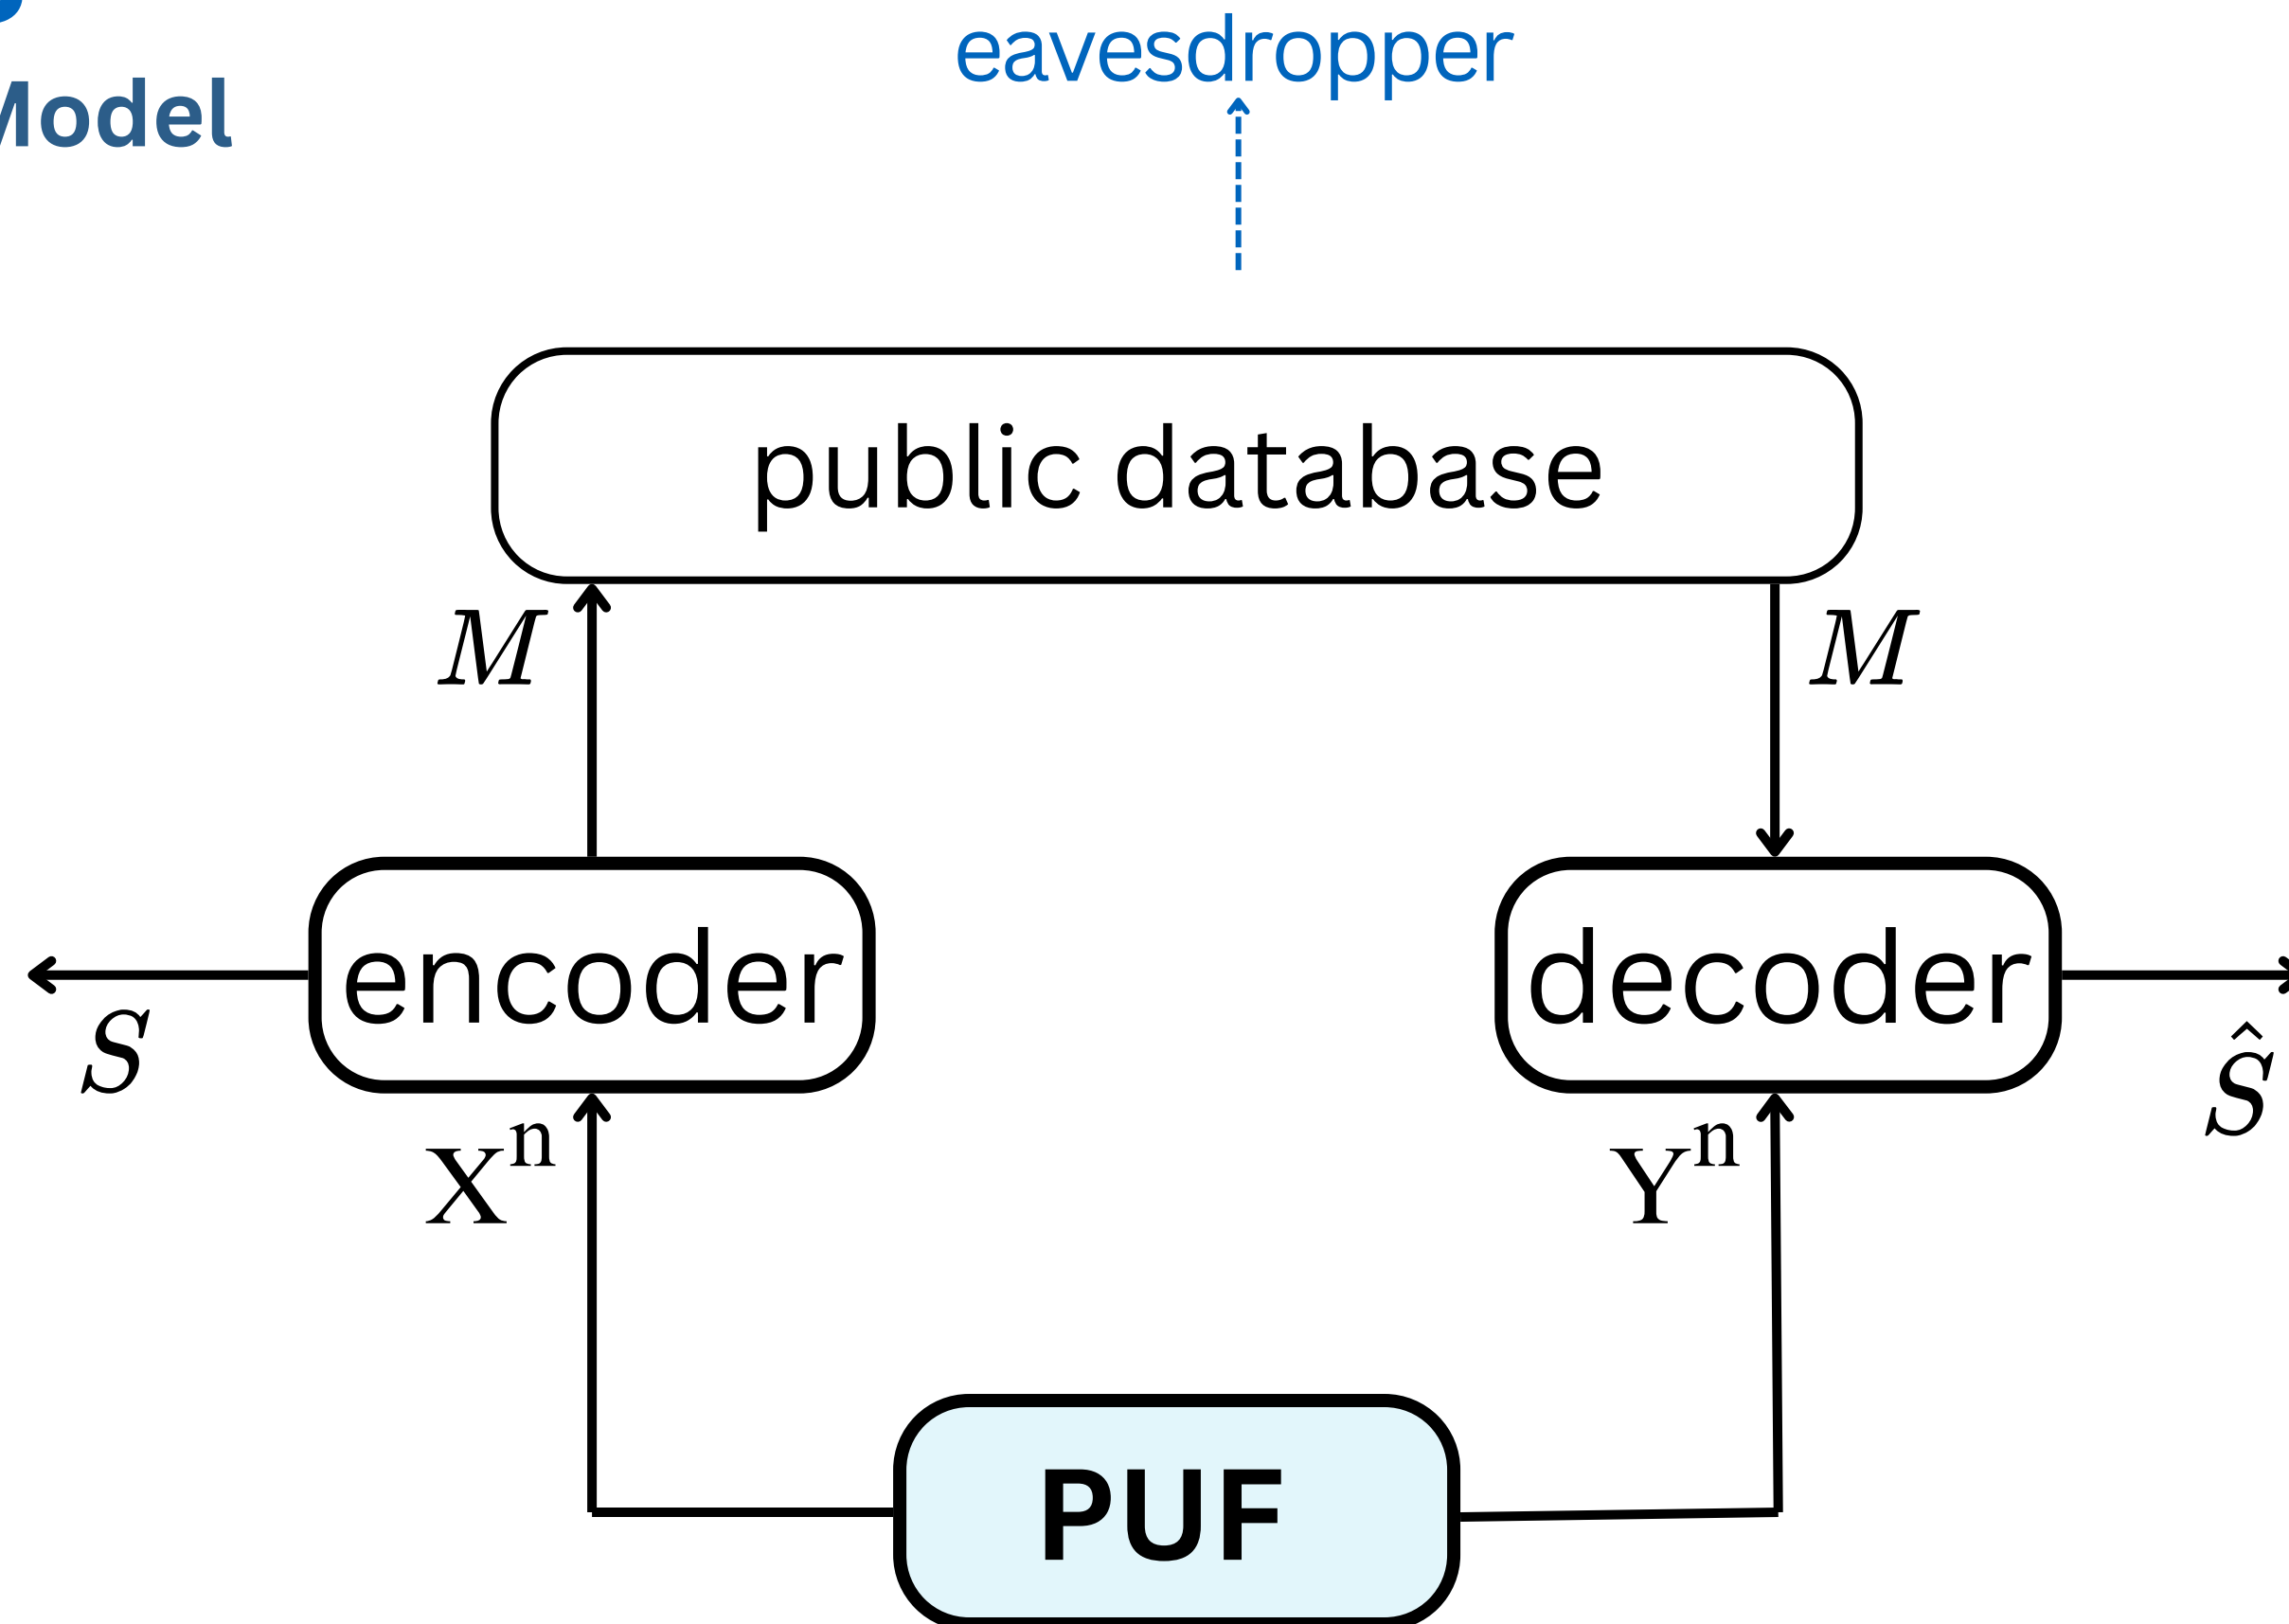 eavesdropper
Model
public database
M
M
encoder
decoder
S
Ŝ
Xⁿ
Yⁿ
PUF